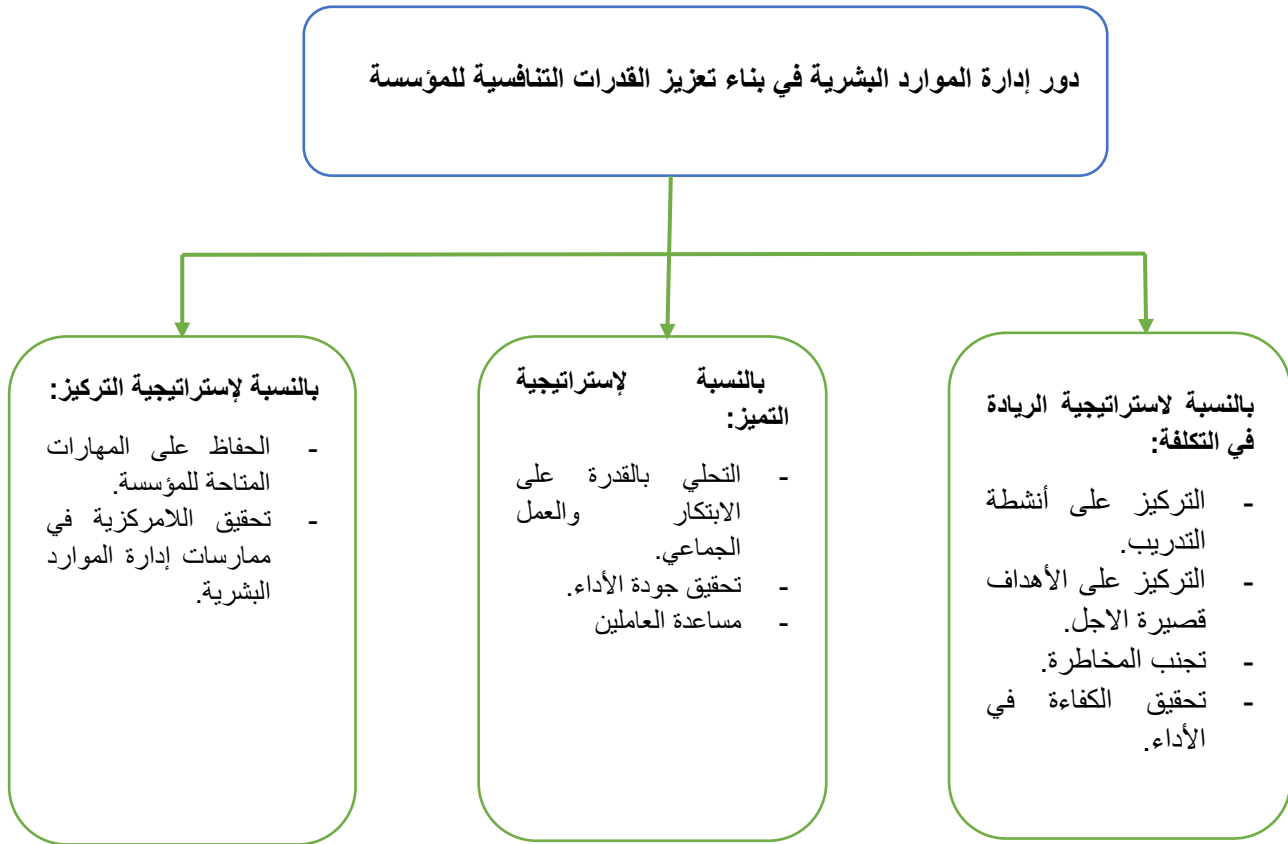 دور إدارة الموارد البشرية في بناء تعزيز القدرات التنافسية للمؤسسة
بالنسبة لاستراتيجية الريادة
في التكلفة:
- التركيز على أنشطة
التدريب.
- التركيز على الأهداف
قصيرة الاجل.
- تجنب المخاطرة.
- تحقيق الكفاءة في
الأداء.
بالنسبة لإستراتيجية
التميز:
- التحلي بالقدرة على
الابتكار والعمل
الجماعي.
- تحقيق جودة الأداء.
- مساعدة العاملين
بالنسبة لإستراتيجية التركيز:
- الحفاظ على المهارات
المتاحة للمؤسسة.
- تحقيق اللامركزية في
ممارسات إدارة الموارد
البشرية.